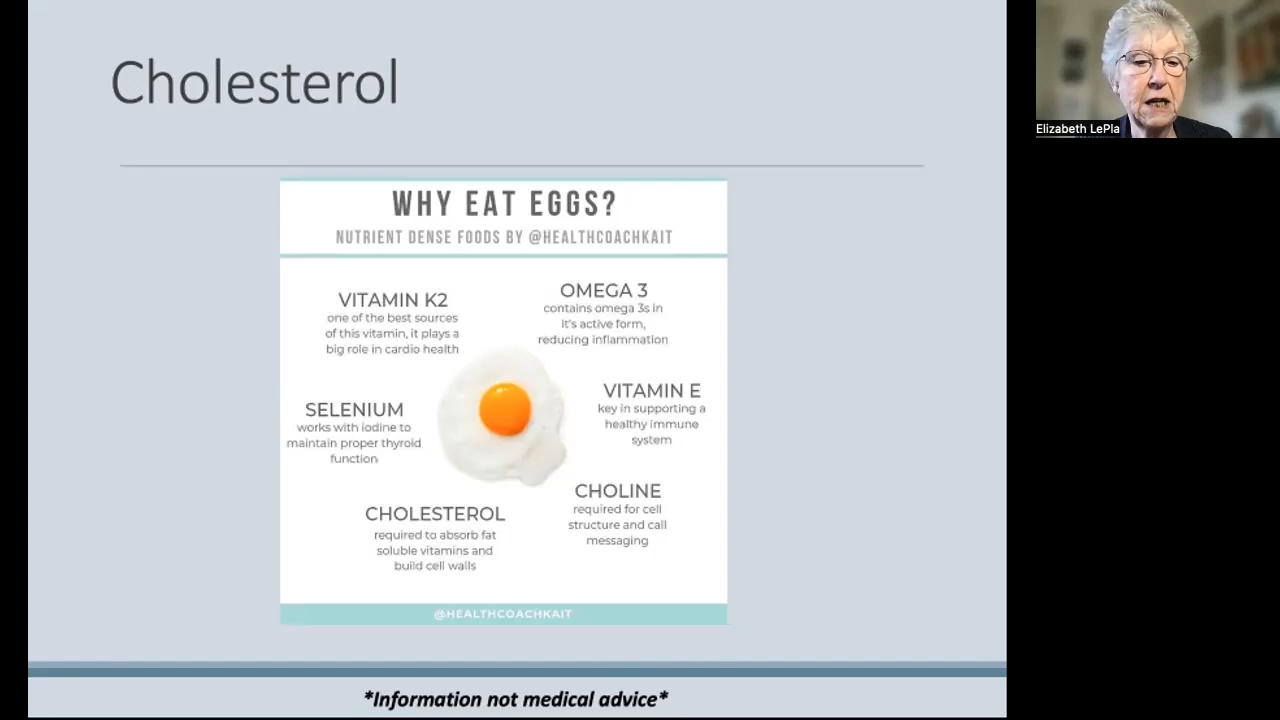 Cholesterol
Elizabeth LePla
WHY EAT EGGS?
NUTRIENT DENSE FOODS BY @HEALTHCOACHKAIT
VITAMIN K2
one of the best sources
of this vitamin, it plays a
big role in cardio health
OMEGA 3
contains omega 3s in
it's active form,
reducing inflammation
SELENIUM
works with iodine to
maintain proper thyroid
function
VITAMIN E
key in supporting a
healthy immune
system
CHOLESTEROL
required to absorb fat
soluble vitamins and
build cell walls
CHOLINE
required for cell
structure and call
messaging
@HEALTHCOACHKAIT
*Information not medical advice*